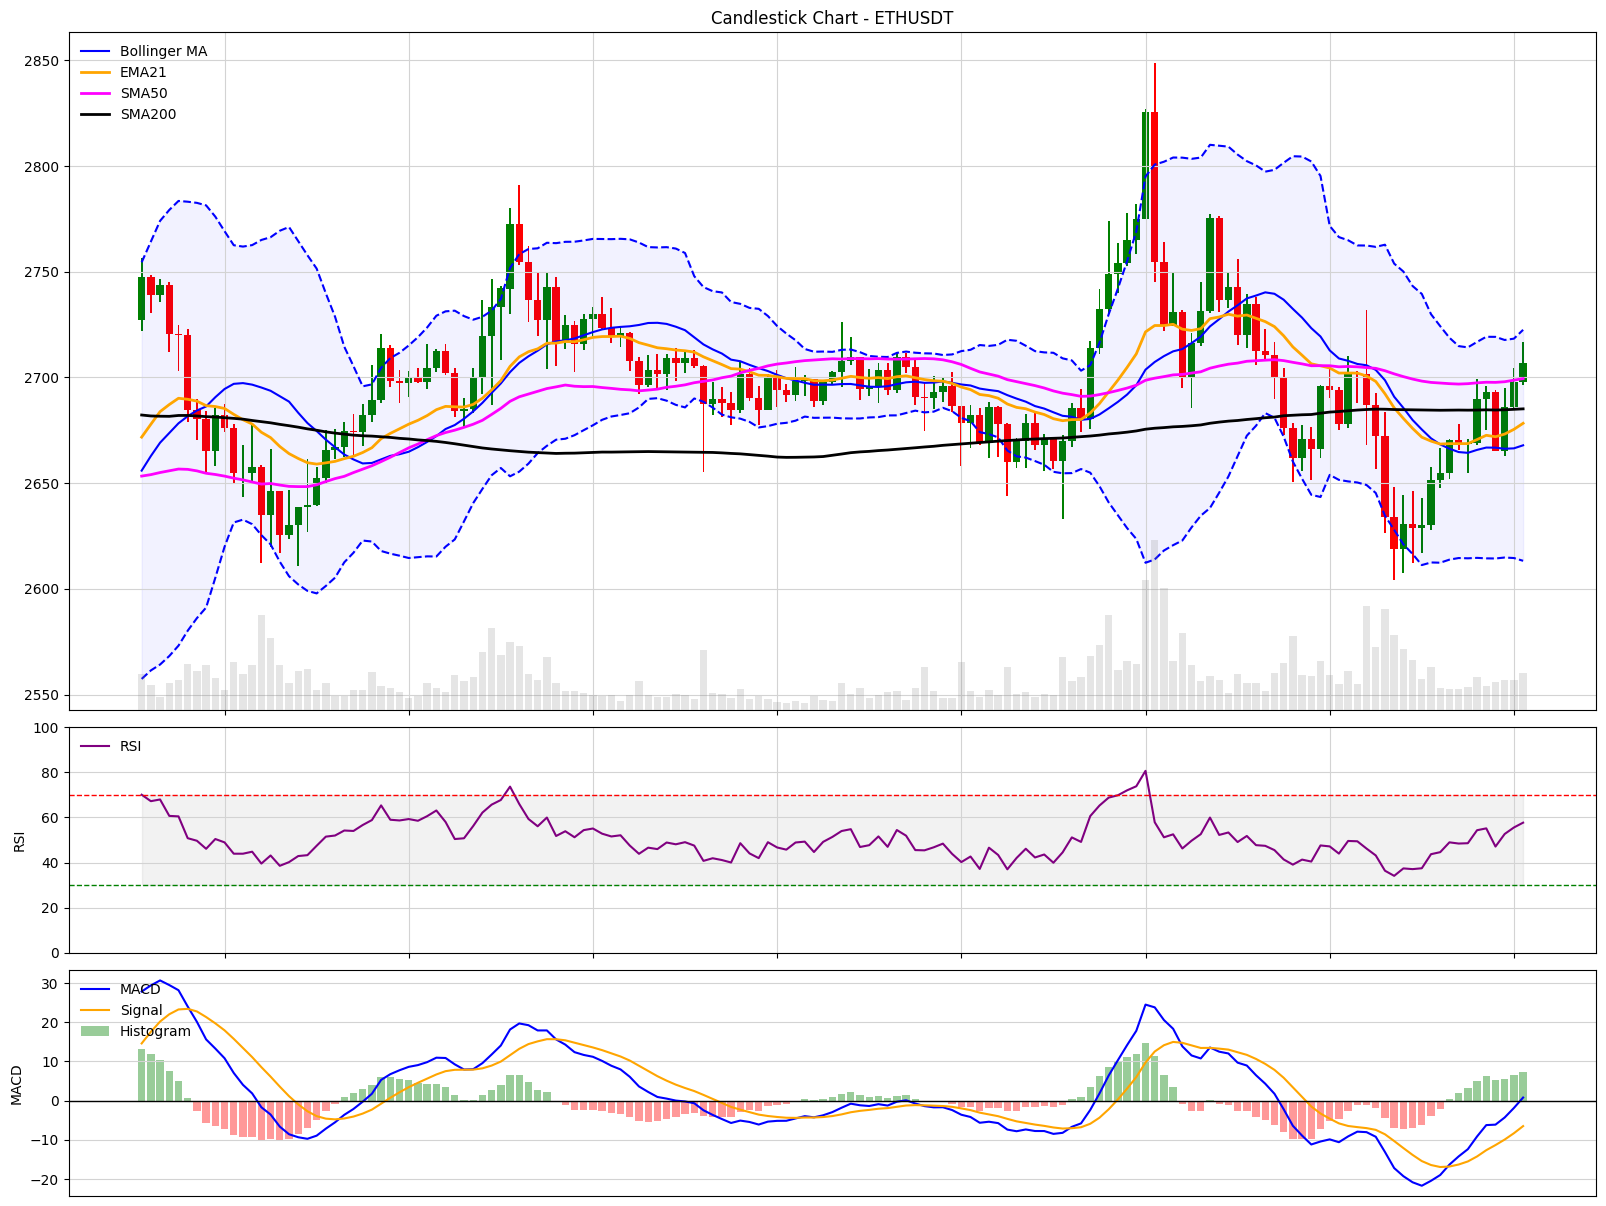 Candlestick Chart - ETHUSDT
Bollinger MA
EMA21
SMA50
SMA200
2850
2800
2750
2700
2650
2600
2550
RSI
100
80
60
40
20
0
RSI
MACD
Signal
Histogram
30
20
10
0
−10
−20
MACD